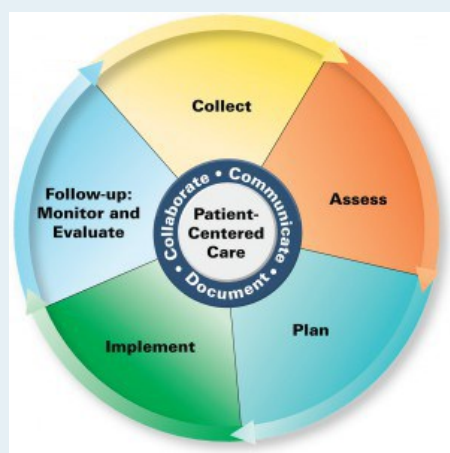 Collect
Assess
Plan
Implement
Follow-up:
Monitor and
Evaluate
Patient-
Centered
Care
Collaborate • Communicate • Document •